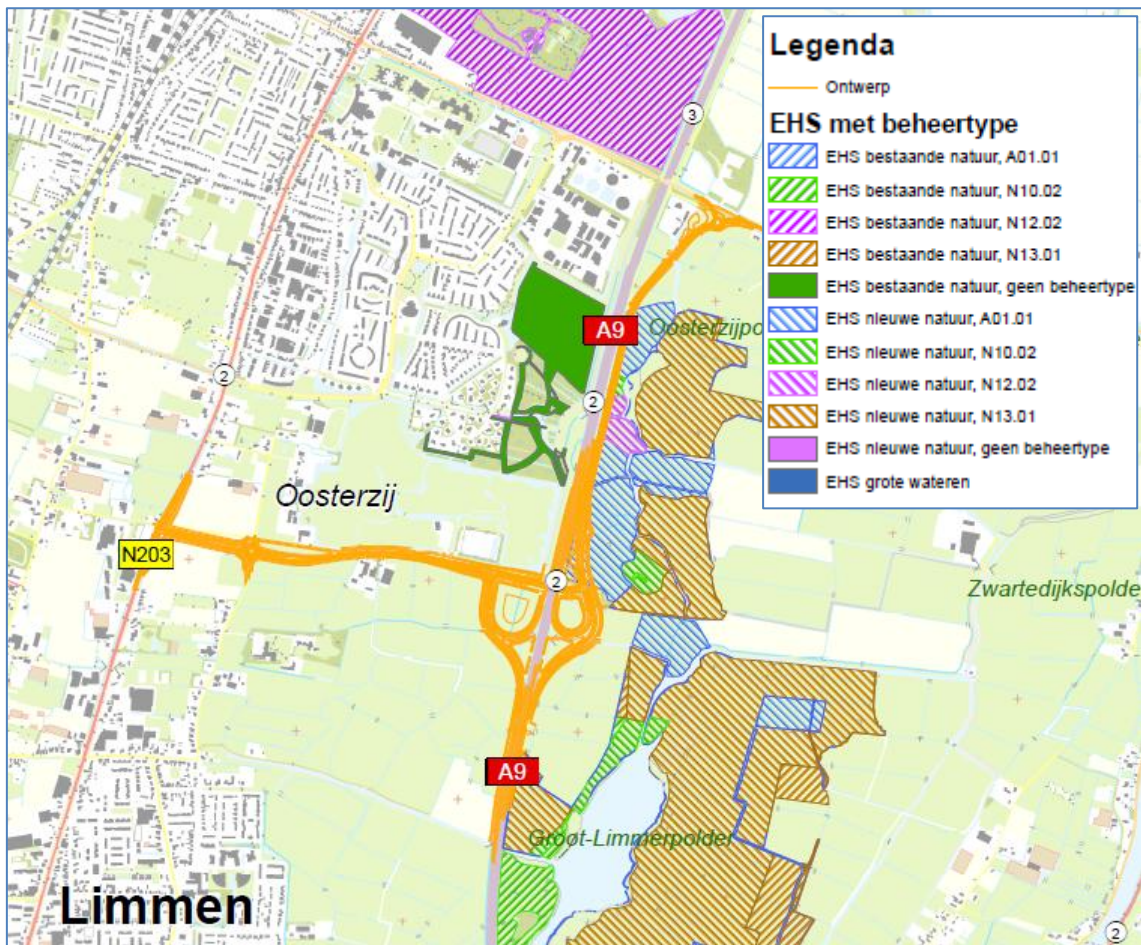 Legenda
Ontwerp
EHS met beheertype
EHS bestaande natuur, A01.01
EHS bestaande natuur, N10.02
EHS bestaande natuur, N12.02
EHS bestaande natuur, N13.01
EHS bestaande natuur, geen beheertype
EHS nieuwe natuur, A01.01
EHS nieuwe natuur, N10.02
EHS nieuwe natuur, N12.02
EHS nieuwe natuur, N13.01
EHS nieuwe natuur, geen beheertype
EHS grote wateren
3
A9
Oosterzijpo
2
2
Oosterzij
N203
2
Zwartedijkspolde
A9
Groot-Limmerpolder
Limmen
2